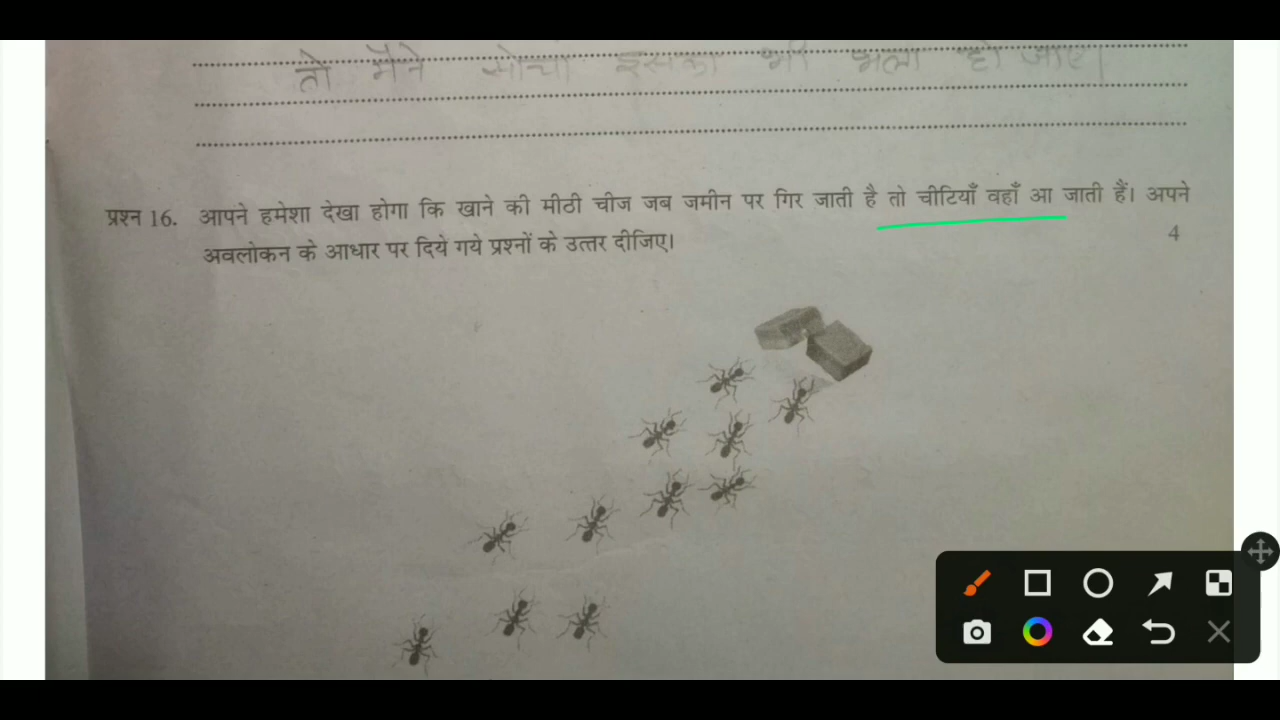 तो मैने सोचा इसका भी भला हो जाए।
प्रश्न 16. आपने हमेशा देखा होगा कि खाने की मीठी चीज जब जमीन पर गिर जाती है तो चीटियाँ वहाँ आ जाती हैं। अपने
अवलोकन के आधार पर दिये गये प्रश्नों के उत्तर दीजिए।
4